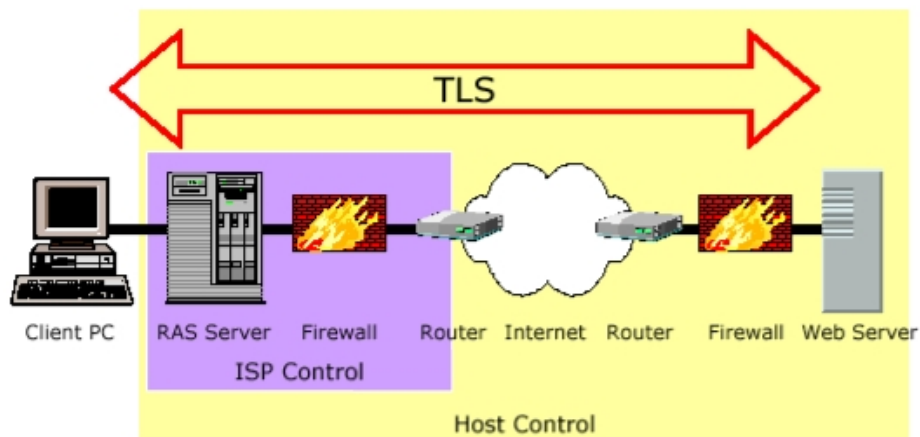 TLS
Client PC
RAS Server
Firewall
Router
Internet
Router
Firewall
Web Server
ISP Control
Host Control